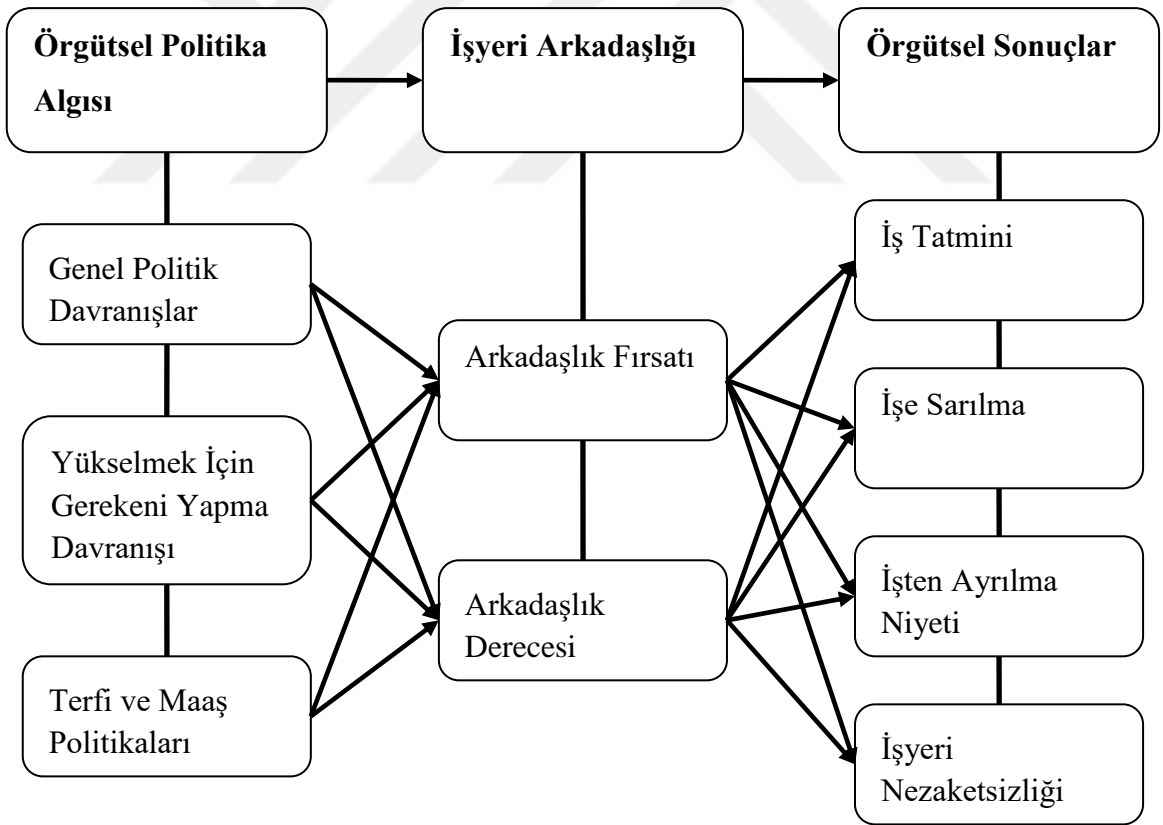 Örgütsel Politika
Algısı
İşyeri Arkadaşlığı
Örgütsel Sonuçlar
Genel Politik
Davranışlar
Yükselmek İçin
Gerekeni Yapma
Davranışı
Terfi ve Maaş
Politikaları
Arkadaşlık Fırsatı
Arkadaşlık
Derecesi
İş Tatmini
İşe Sarılma
İşten Ayrılma
Niyeti
İşyeri
Nezaketsizliği